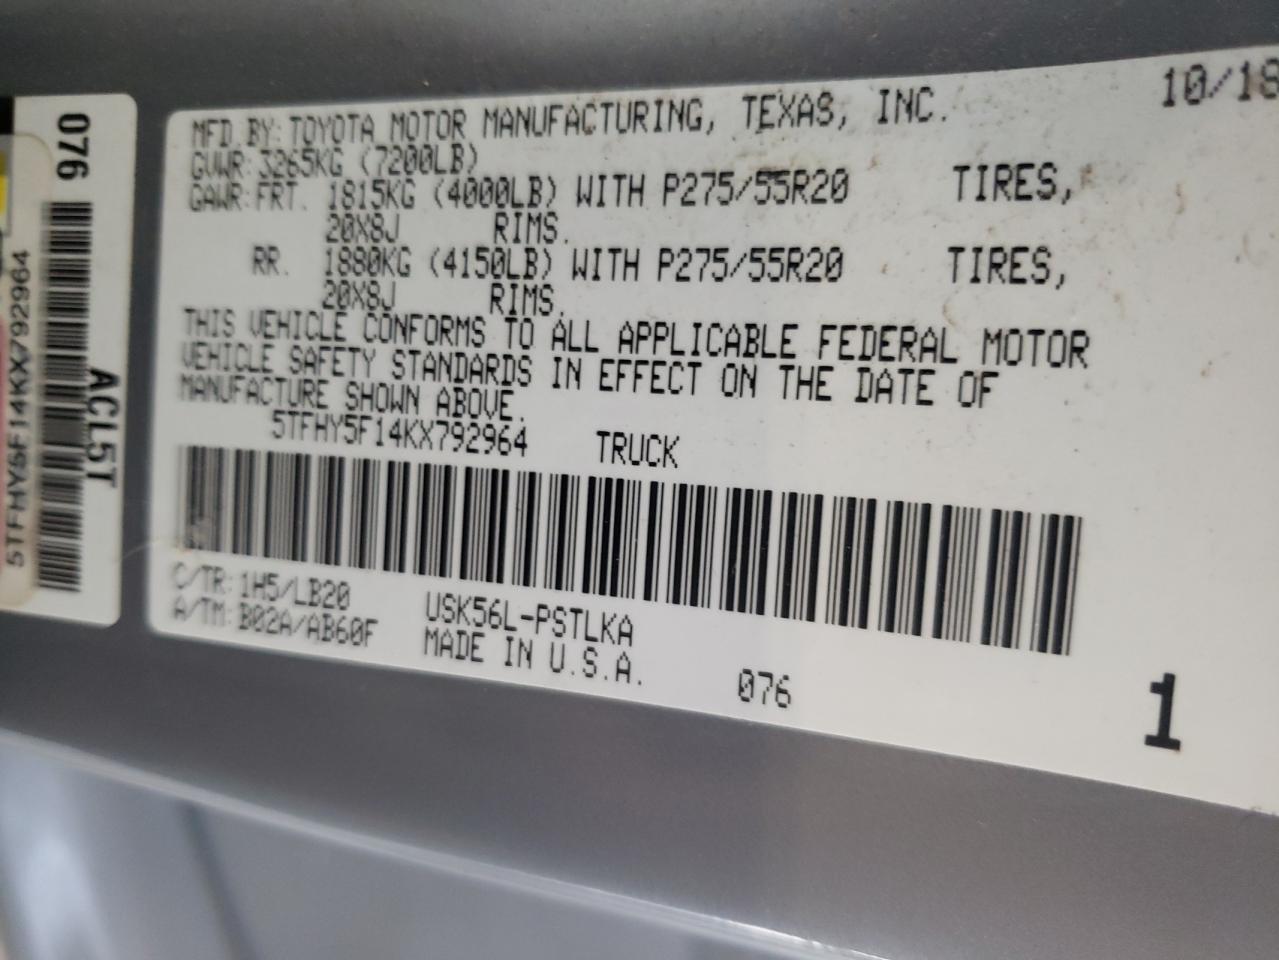 10/18
MFD. BY: TOYOTA MOTOR MANUFACTURING, TEXAS, INC.
GVWR: 3265KG (7200LB)
GAWR: FRT. 1815KG (4000LB) WITH P275/55R20 TIRES,
20X8J RIMS.
RR. 1880KG (4150LB) WITH P275/55R20 TIRES,
20X8J RIMS.
THIS VEHICLE CONFORMS TO ALL APPLICABLE FEDERAL MOTOR
VEHICLE SAFETY STANDARDS IN EFFECT ON THE DATE OF
MANUFACTURE SHOWN ABOVE.
5TFHY5F14KX792964 TRUCK
C/TR: 1H5/LB20 USK56L-PSTLKA
A/TM: B02A/AB60F MADE IN U.S.A.
076
1
076
ACL5T
5TFHY5F14KX792964